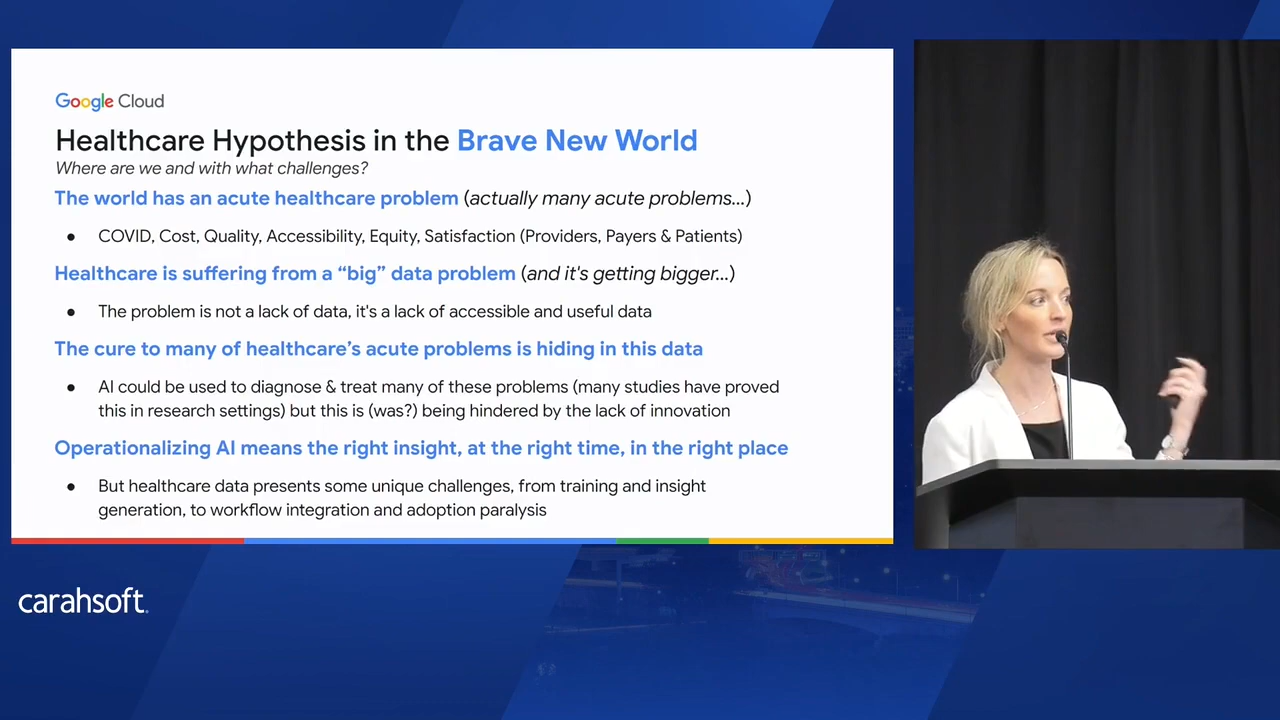 Google Cloud
Healthcare Hypothesis in the Brave New World
Where are we and with what challenges?
The world has an acute healthcare problem (actually many acute problems...)
● COVID, Cost, Quality, Accessibility, Equity, Satisfaction (Providers, Payers & Patients)
Healthcare is suffering from a “big” data problem (and it's getting bigger...)
● The problem is not a lack of data, it's a lack of accessible and useful data
The cure to many of healthcare’s acute problems is hiding in this data
● AI could be used to diagnose & treat many of these problems (many studies have proved
this in research settings) but this is (was?) being hindered by the lack of innovation
Operationalizing AI means the right insight, at the right time, in the right place
● But healthcare data presents some unique challenges, from training and insight
generation, to workflow integration and adoption paralysis
carahsoft.